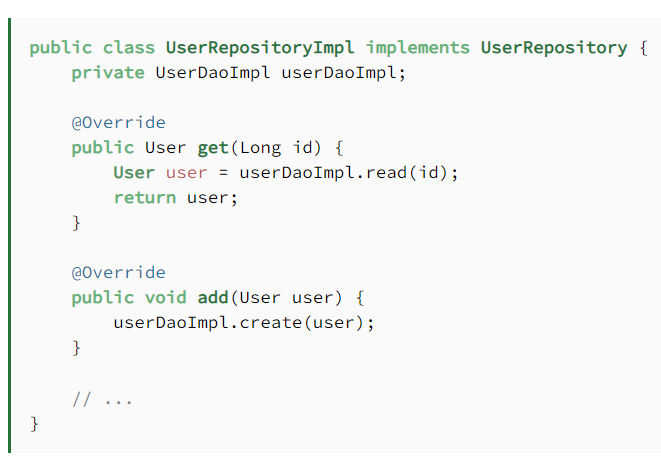 public class UserRepositoryImpl implements UserRepository {
    private UserDaoImpl userDaoImpl;

    @Override
    public User get(Long id) {
        User user = userDaoImpl.read(id);
        return user;
    }

    @Override
    public void add(User user) {
        userDaoImpl.create(user);
    }

    // ...
}